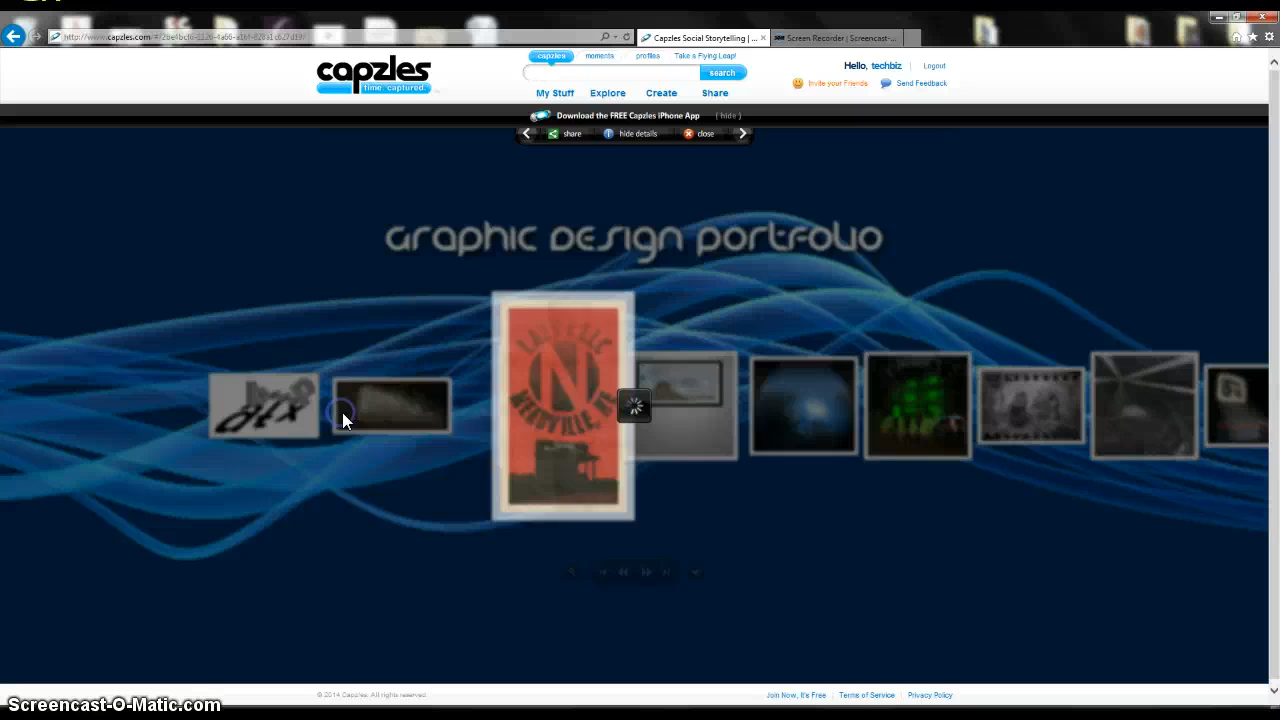 Capzles Social Storytelling | ...
Screen Recorder | Screencast-...
capzles
time captured.
capzles
moments
profiles
Take a Flying Leap!
search
Hello, techbiz
Logout
Invite your Friends
Send Feedback
My Stuff
Explore
Create
Share
Download the FREE Capzles iPhone App
( hide )
share
hide details
close
Graphic Design Portfolio
N
gfx
© 2014 Capzles. All rights reserved.
Join Now, It's Free
Terms of Service
Privacy Policy
Screencast-O-Matic.com